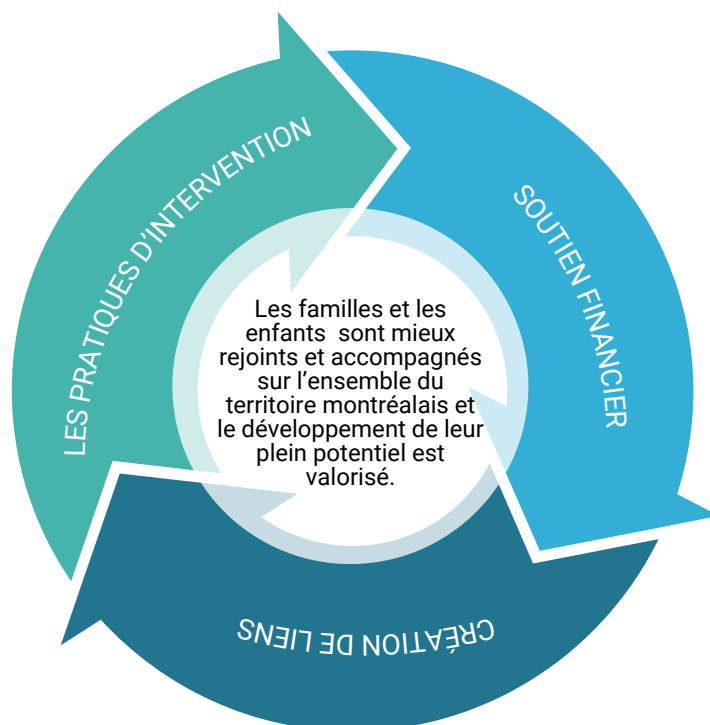 LES PRATIQUES D'INTERVENTION
SOUTIEN FINANCIER
Les familles et les
enfants  sont mieux
rejoints et accompagnés
sur l'ensemble du
territoire montréalais et
le développement de leur
plein potentiel est
valorisé.
CRÉATION DE LIENS